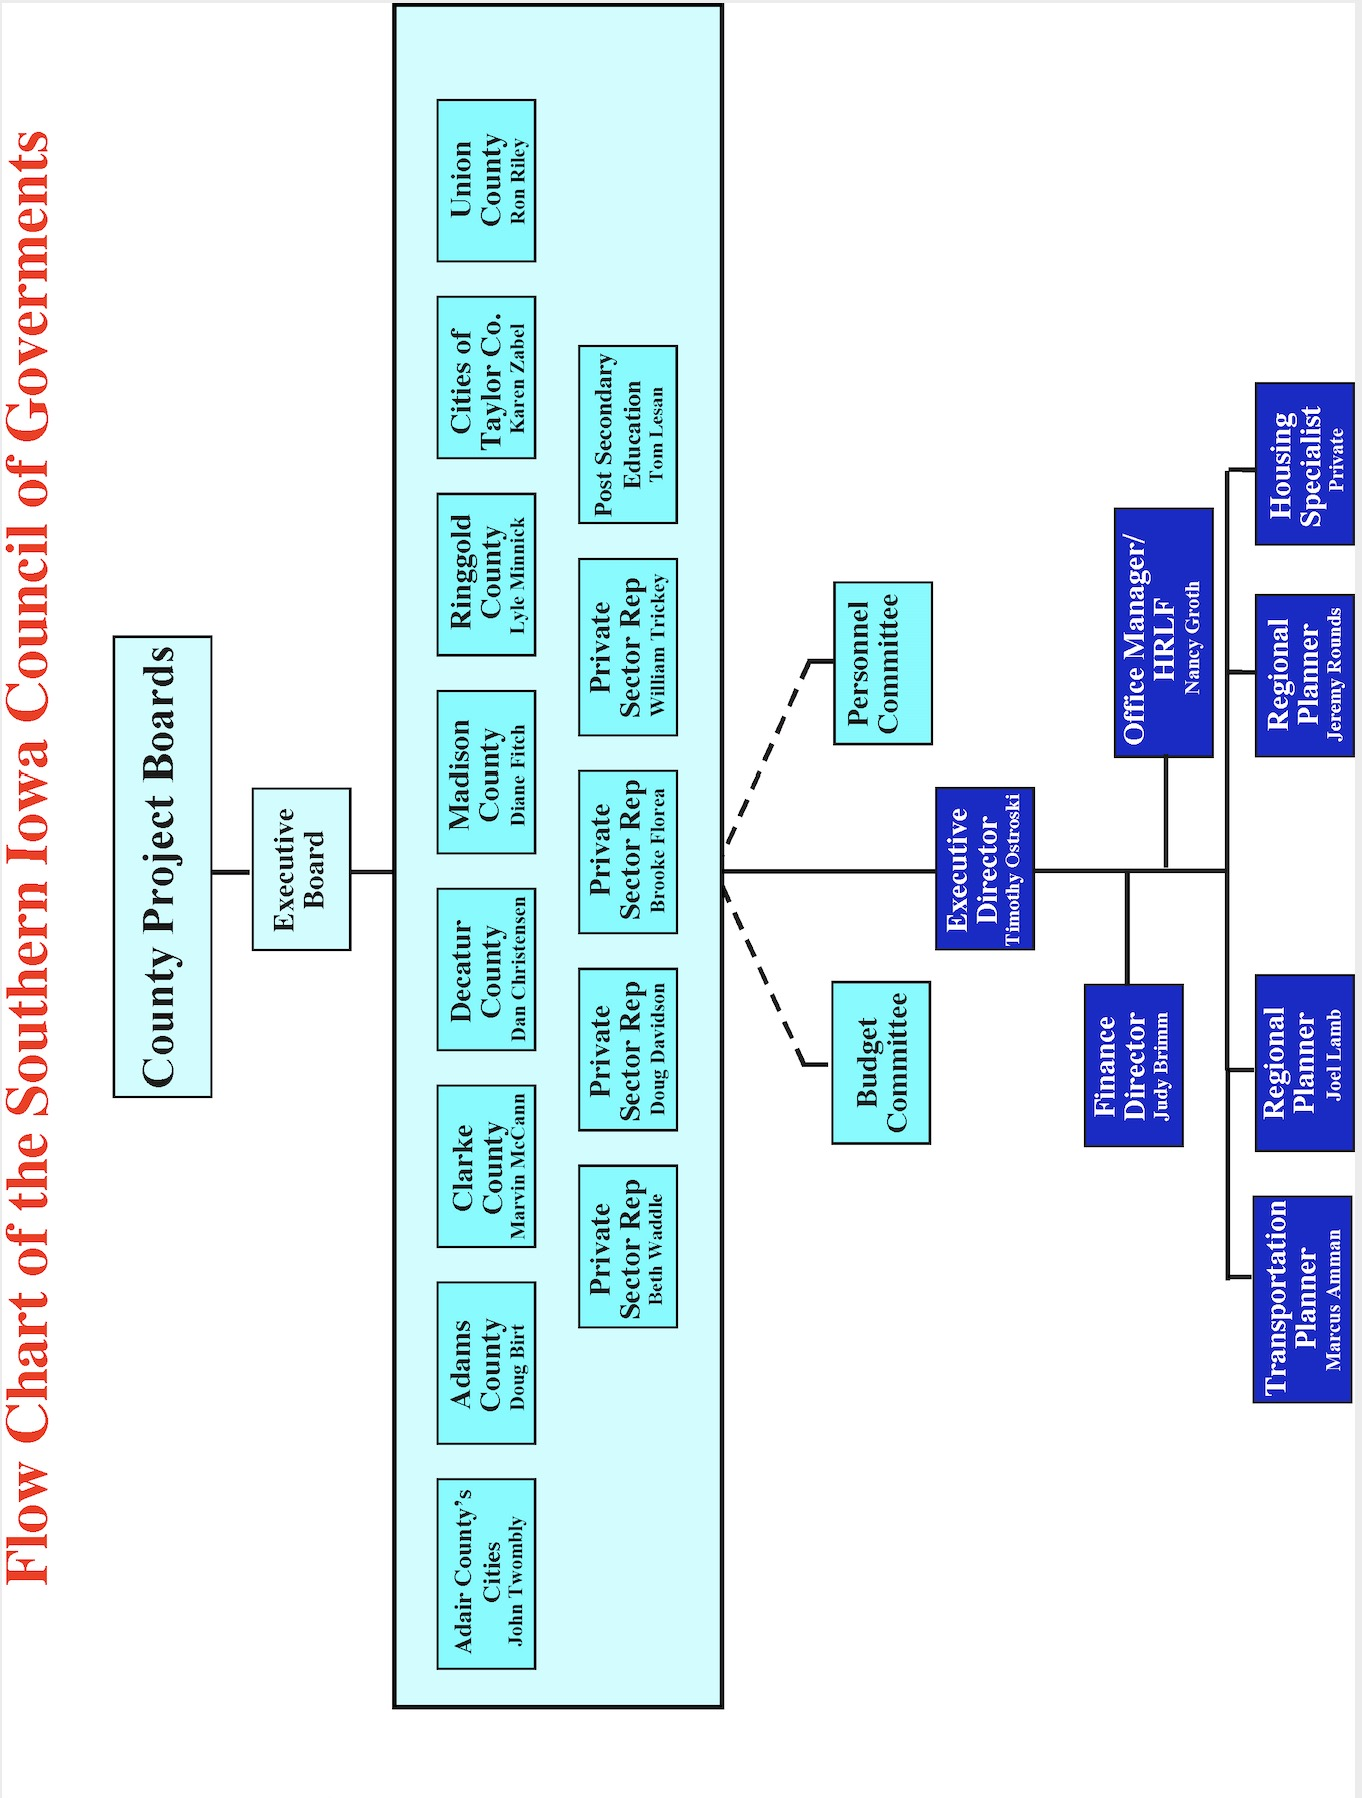 Flow Chart of the Southern Iowa Council of Governments
County Project Boards
Executive
Board
Adair County's
Cities
John Twombly
Adams
County
Doug Birt
Clarke
County
Marvin McCann
Decatur
County
Dan Christensen
Madison
County
Diane Fitch
Ringgold
County
Lyle Minnick
Cities of
Taylor Co.
Karen Zabel
Union
County
Ron Riley
Private
Sector Rep
Beth Waddle
Private
Sector Rep
Doug Davidson
Private
Sector Rep
Brooke Florea
Private
Sector Rep
William Trickey
Post Secondary
Education
Tom Lesan
Budget
Committee
Personnel
Committee
Executive
Director
Timothy Ostroski
Finance
Director
Judy Brimm
Office Manager/
HRLF
Nancy Groth
Transportation
Planner
Marcus Amman
Regional
Planner
Joel Lamb
Regional
Planner
Jeremy Rounds
Housing
Specialist
Private